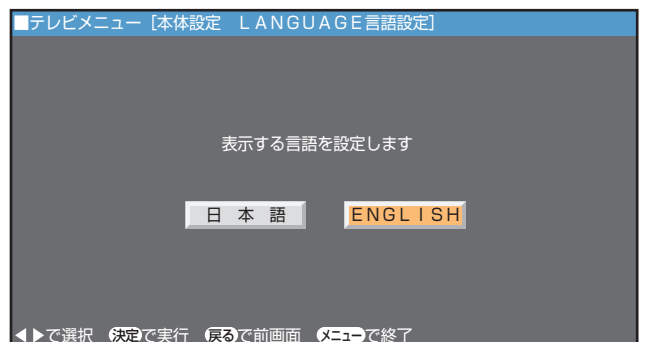 ■テレビメニュー［本体設定　ＬＡＮＧＵＡＧＥ言語設定］
表示する言語を設定します
日　本　語　ＥＮＧＬＩＳＨ
◀▶で選択　決定で実行　戻るで前画面　メニューで終了